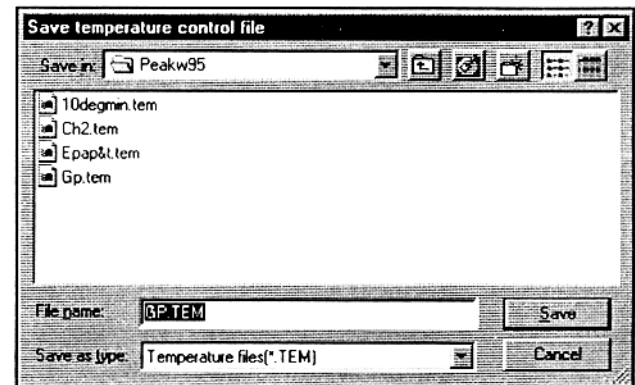 Save temperature control file
Save in: Peakw95
10degmin.tem
Ch2.tem
Epap&t.tem
Gp.tem
File name: GP.TEM Save
Save as type: Temperature files(*.TEM) Cancel